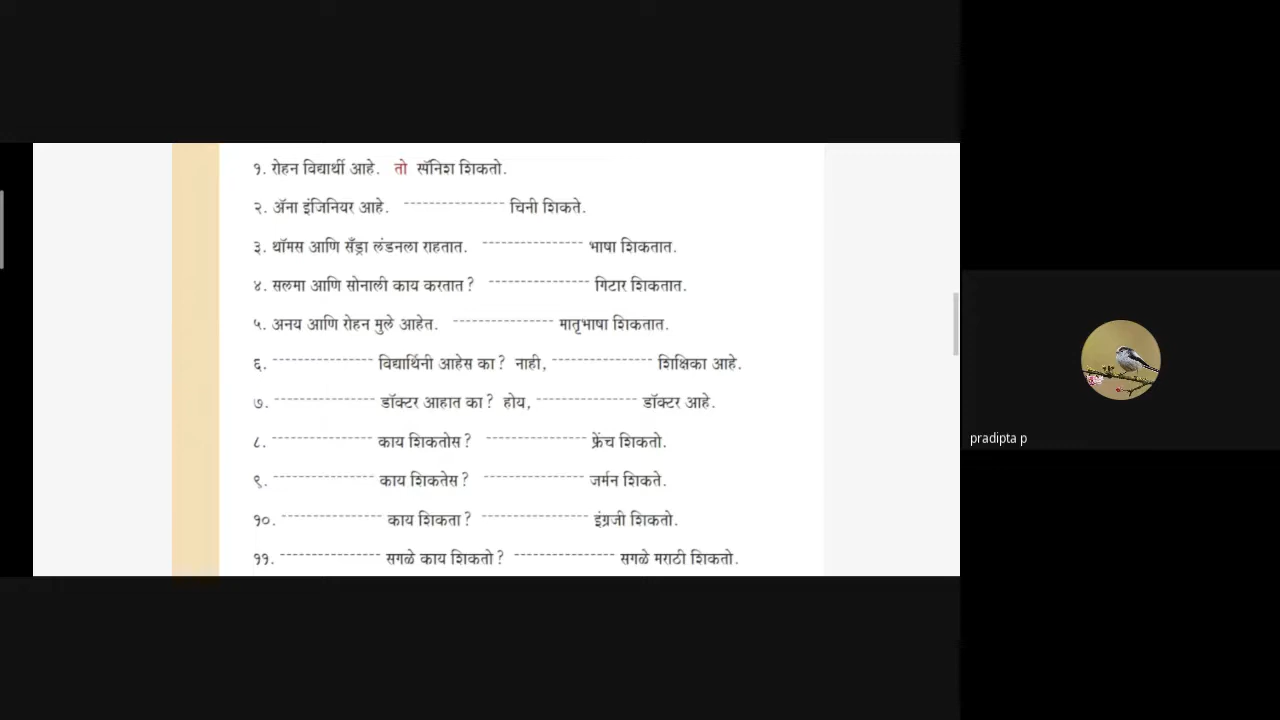 १. रोहन विद्यार्थी आहे. तो स्पॅनिश शिकतो.
२. ॲना इंजिनियर आहे. -------------- चिनी शिकते.
३. थॉमस आणि सँड्रा लंडनला राहतात. -------------- भाषा शिकतात.
४. सलमा आणि सोनाली काय करतात? -------------- गिटार शिकतात.
५. अनय आणि रोहन मुले आहेत. -------------- मातृभाषा शिकतात.
६. -------------- विद्यार्थिनी आहेस का? नाही, -------------- शिक्षिका आहे.
७. -------------- डॉक्टर आहात का? होय, -------------- डॉक्टर आहे.
८. -------------- काय शिकतोस? -------------- फ्रेंच शिकतो.
९. -------------- काय शिकतेस? -------------- जर्मन शिकते.
१०. -------------- काय शिकता? -------------- इंग्रजी शिकतो.
११. -------------- सगळे काय शिकतो? -------------- सगळे मराठी शिकतो.
pradipta p